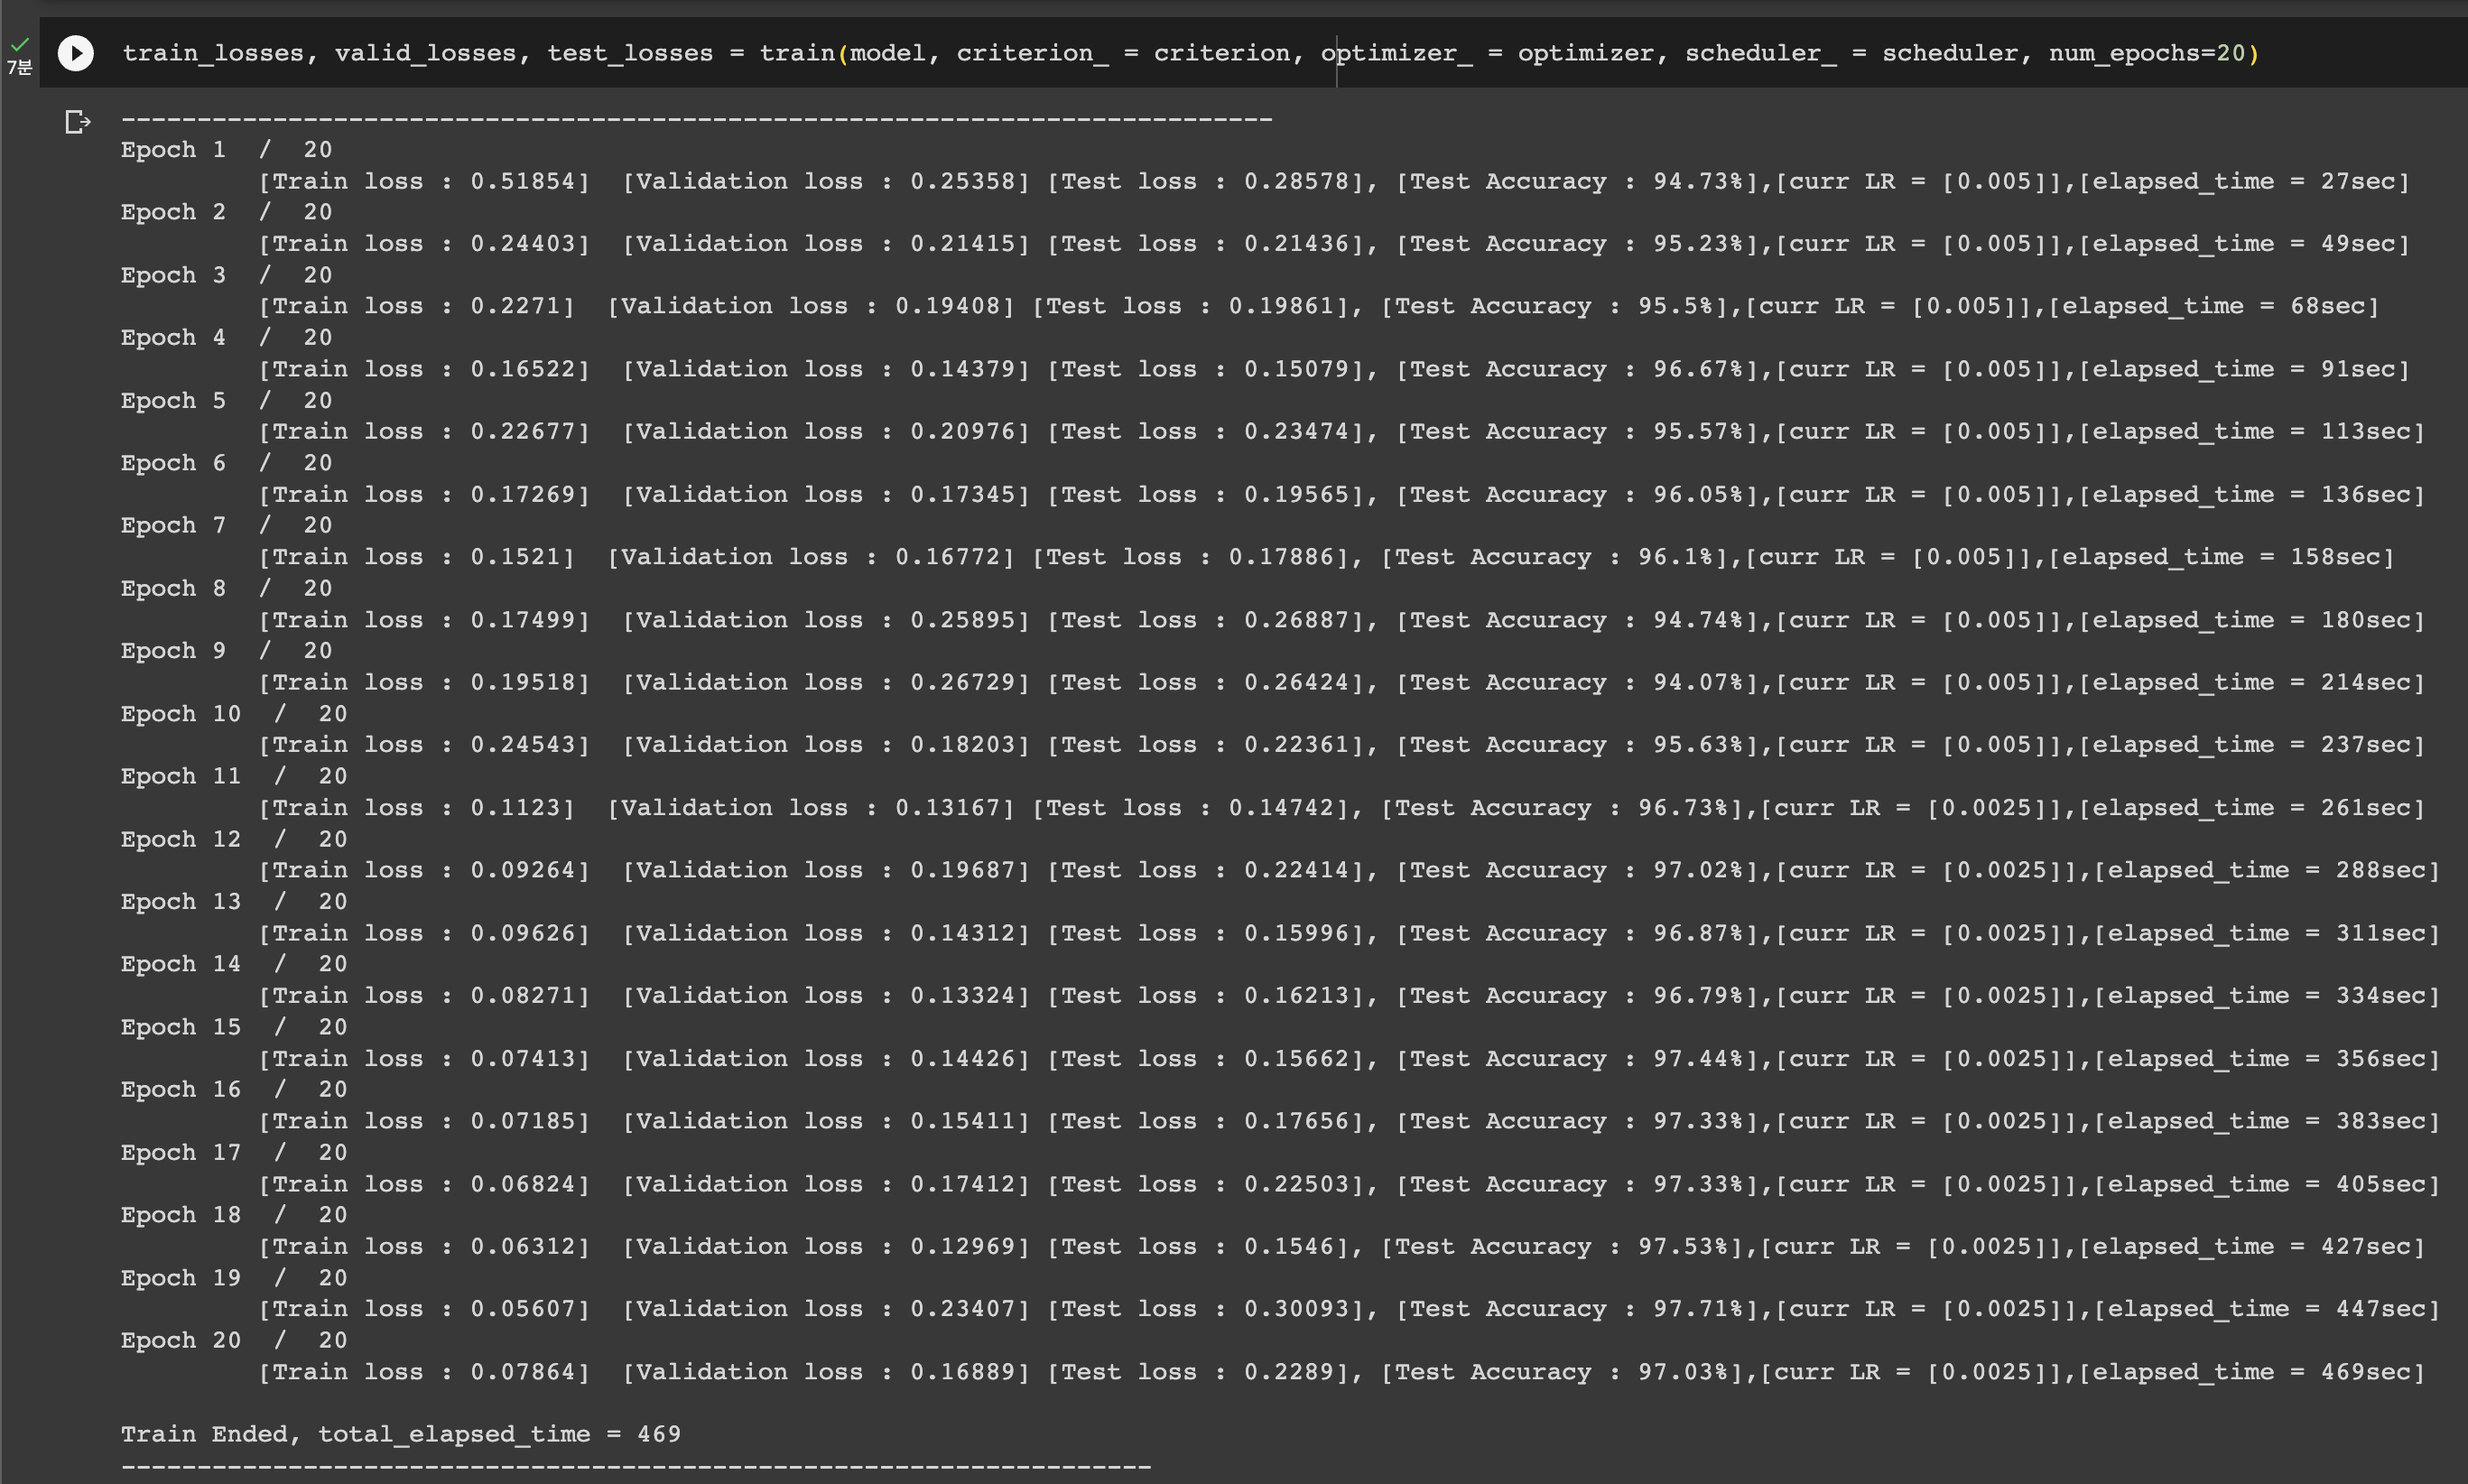 train_losses, valid_losses, test_losses = train(model, criterion_ = criterion, optimizer_ = optimizer, scheduler_ = scheduler, num_epochs=20)
7분
----------------------------------------------------------------------------
Epoch 1  /  20
[Train loss : 0.51854]  [Validation loss : 0.25358] [Test loss : 0.28578], [Test Accuracy : 94.73%],[curr LR = [0.005]],[elapsed_time = 27sec]
Epoch 2  /  20
[Train loss : 0.24403]  [Validation loss : 0.21415] [Test loss : 0.21436], [Test Accuracy : 95.23%],[curr LR = [0.005]],[elapsed_time = 49sec]
Epoch 3  /  20
[Train loss : 0.2271]  [Validation loss : 0.19408] [Test loss : 0.19861], [Test Accuracy : 95.5%],[curr LR = [0.005]],[elapsed_time = 68sec]
Epoch 4  /  20
[Train loss : 0.16522]  [Validation loss : 0.14379] [Test loss : 0.15079], [Test Accuracy : 96.67%],[curr LR = [0.005]],[elapsed_time = 91sec]
Epoch 5  /  20
[Train loss : 0.22677]  [Validation loss : 0.20976] [Test loss : 0.23474], [Test Accuracy : 95.57%],[curr LR = [0.005]],[elapsed_time = 113sec]
Epoch 6  /  20
[Train loss : 0.17269]  [Validation loss : 0.17345] [Test loss : 0.19565], [Test Accuracy : 96.05%],[curr LR = [0.005]],[elapsed_time = 136sec]
Epoch 7  /  20
[Train loss : 0.1521]  [Validation loss : 0.16772] [Test loss : 0.17886], [Test Accuracy : 96.1%],[curr LR = [0.005]],[elapsed_time = 158sec]
Epoch 8  /  20
[Train loss : 0.17499]  [Validation loss : 0.25895] [Test loss : 0.26887], [Test Accuracy : 94.74%],[curr LR = [0.005]],[elapsed_time = 180sec]
Epoch 9  /  20
[Train loss : 0.19518]  [Validation loss : 0.26729] [Test loss : 0.26424], [Test Accuracy : 94.07%],[curr LR = [0.005]],[elapsed_time = 214sec]
Epoch 10  /  20
[Train loss : 0.24543]  [Validation loss : 0.18203] [Test loss : 0.22361], [Test Accuracy : 95.63%],[curr LR = [0.005]],[elapsed_time = 237sec]
Epoch 11  /  20
[Train loss : 0.1123]  [Validation loss : 0.13167] [Test loss : 0.14742], [Test Accuracy : 96.73%],[curr LR = [0.0025]],[elapsed_time = 261sec]
Epoch 12  /  20
[Train loss : 0.09264]  [Validation loss : 0.19687] [Test loss : 0.22414], [Test Accuracy : 97.02%],[curr LR = [0.0025]],[elapsed_time = 288sec]
Epoch 13  /  20
[Train loss : 0.09626]  [Validation loss : 0.14312] [Test loss : 0.15996], [Test Accuracy : 96.87%],[curr LR = [0.0025]],[elapsed_time = 311sec]
Epoch 14  /  20
[Train loss : 0.08271]  [Validation loss : 0.13324] [Test loss : 0.16213], [Test Accuracy : 96.79%],[curr LR = [0.0025]],[elapsed_time = 334sec]
Epoch 15  /  20
[Train loss : 0.07413]  [Validation loss : 0.14426] [Test loss : 0.15662], [Test Accuracy : 97.44%],[curr LR = [0.0025]],[elapsed_time = 356sec]
Epoch 16  /  20
[Train loss : 0.07185]  [Validation loss : 0.15411] [Test loss : 0.17656], [Test Accuracy : 97.33%],[curr LR = [0.0025]],[elapsed_time = 383sec]
Epoch 17  /  20
[Train loss : 0.06824]  [Validation loss : 0.17412] [Test loss : 0.22503], [Test Accuracy : 97.33%],[curr LR = [0.0025]],[elapsed_time = 405sec]
Epoch 18  /  20
[Train loss : 0.06312]  [Validation loss : 0.12969] [Test loss : 0.1546], [Test Accuracy : 97.53%],[curr LR = [0.0025]],[elapsed_time = 427sec]
Epoch 19  /  20
[Train loss : 0.05607]  [Validation loss : 0.23407] [Test loss : 0.30093], [Test Accuracy : 97.71%],[curr LR = [0.0025]],[elapsed_time = 447sec]
Epoch 20  /  20
[Train loss : 0.07864]  [Validation loss : 0.16889] [Test loss : 0.2289], [Test Accuracy : 97.03%],[curr LR = [0.0025]],[elapsed_time = 469sec]
Train Ended, total_elapsed_time = 469
--------------------------------------------------------------------